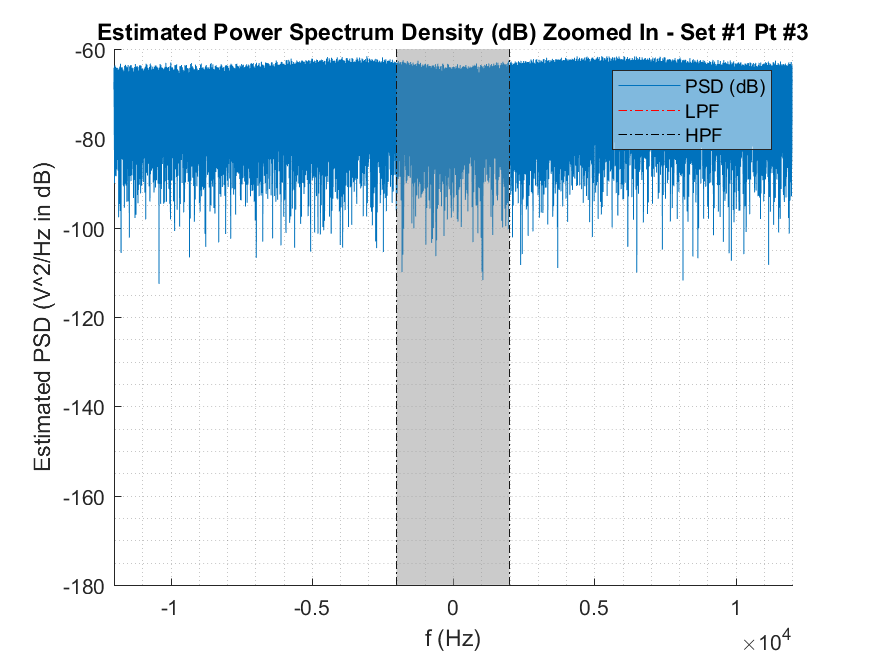 Estimated Power Spectrum Density (dB) Zoomed In - Set #1 Pt #3
-60
-80
-100
-120
-140
-160
-180
Estimated PSD (V^2/Hz in dB)
PSD (dB)
LPF
HPF
-1
-0.5
0
0.5
1
f (Hz)
×10^4